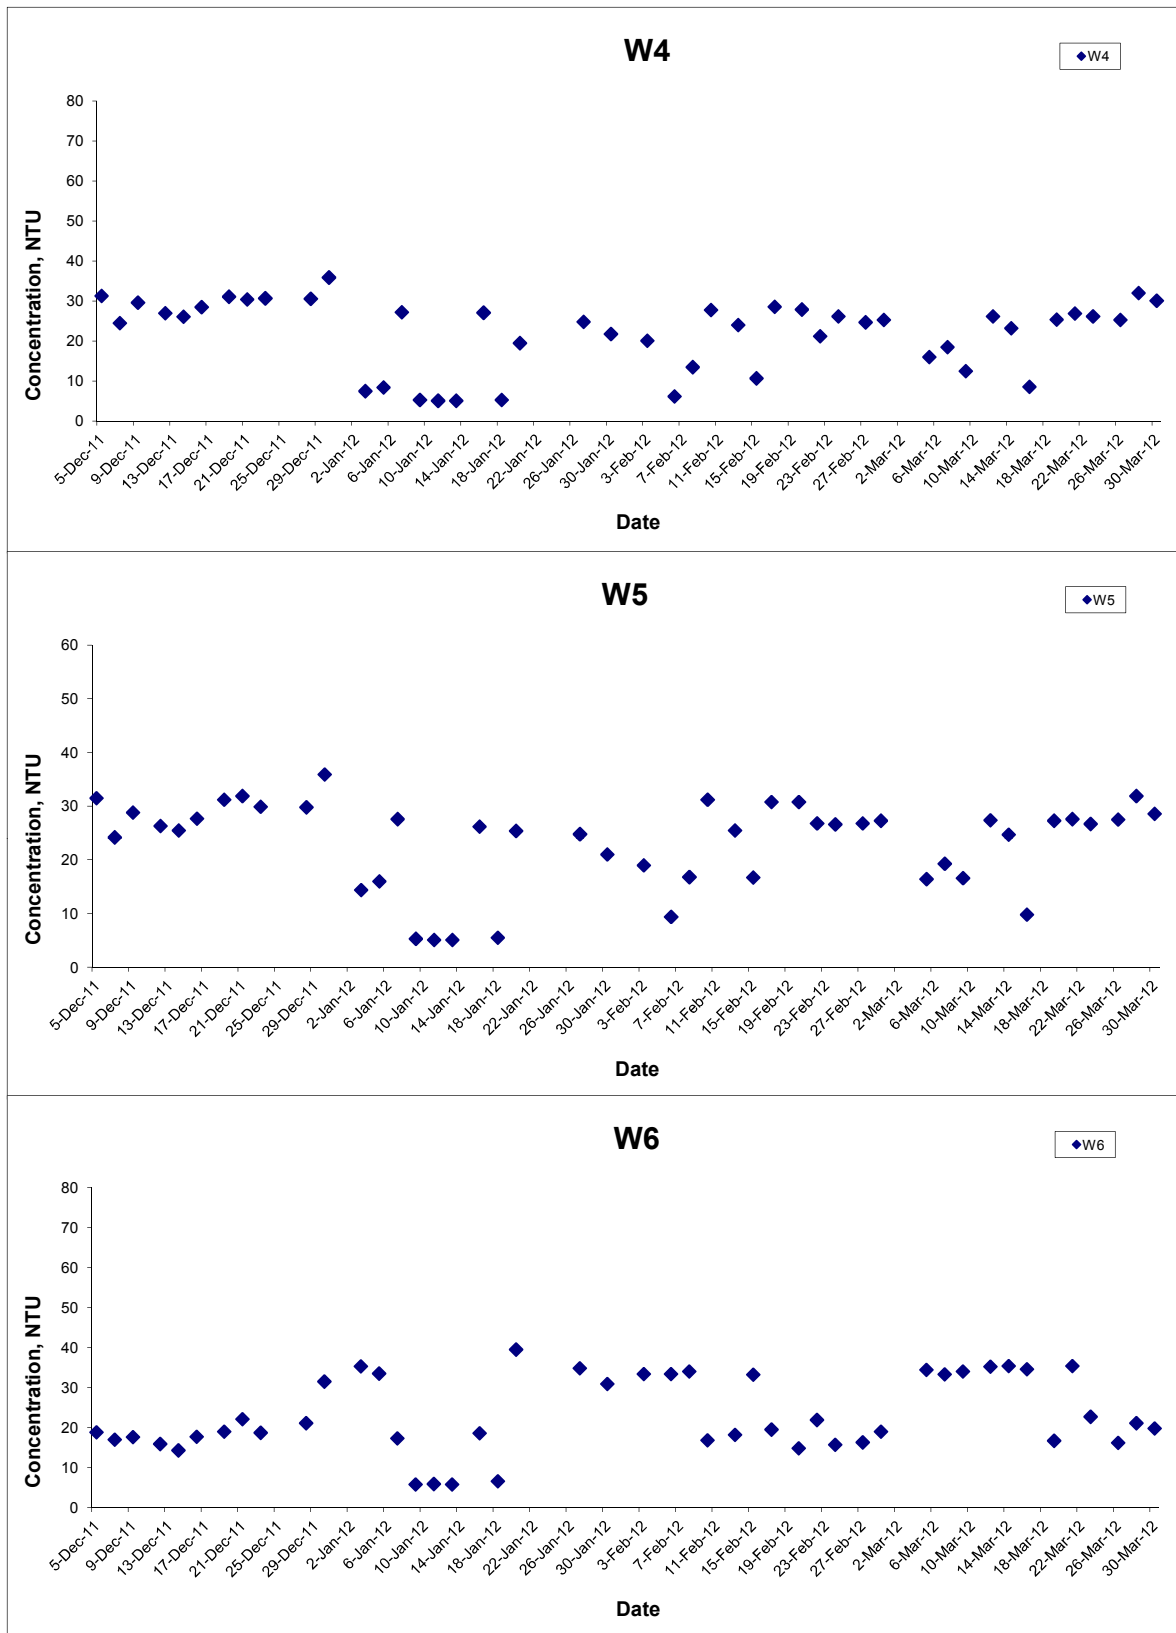 W4
W4
80
70
60
50
40
30
20
10
0
Concentration, NTU
5-Dec-11
9-Dec-11
13-Dec-11
17-Dec-11
21-Dec-11
25-Dec-11
29-Dec-11
2-Jan-12
6-Jan-12
10-Jan-12
14-Jan-12
18-Jan-12
22-Jan-12
26-Jan-12
30-Jan-12
3-Feb-12
7-Feb-12
11-Feb-12
15-Feb-12
19-Feb-12
23-Feb-12
27-Feb-12
2-Mar-12
6-Mar-12
10-Mar-12
14-Mar-12
18-Mar-12
22-Mar-12
26-Mar-12
30-Mar-12
Date
W5
W5
60
50
40
30
20
10
0
Concentration, NTU
5-Dec-11
9-Dec-11
13-Dec-11
17-Dec-11
21-Dec-11
25-Dec-11
29-Dec-11
2-Jan-12
6-Jan-12
10-Jan-12
14-Jan-12
18-Jan-12
22-Jan-12
26-Jan-12
30-Jan-12
3-Feb-12
7-Feb-12
11-Feb-12
15-Feb-12
19-Feb-12
23-Feb-12
27-Feb-12
2-Mar-12
6-Mar-12
10-Mar-12
14-Mar-12
18-Mar-12
22-Mar-12
26-Mar-12
30-Mar-12
Date
W6
W6
80
70
60
50
40
30
20
10
0
Concentration, NTU
5-Dec-11
9-Dec-11
13-Dec-11
17-Dec-11
21-Dec-11
25-Dec-11
29-Dec-11
2-Jan-12
6-Jan-12
10-Jan-12
14-Jan-12
18-Jan-12
22-Jan-12
26-Jan-12
30-Jan-12
3-Feb-12
7-Feb-12
11-Feb-12
15-Feb-12
19-Feb-12
23-Feb-12
27-Feb-12
2-Mar-12
6-Mar-12
10-Mar-12
14-Mar-12
18-Mar-12
22-Mar-12
26-Mar-12
30-Mar-12
Date